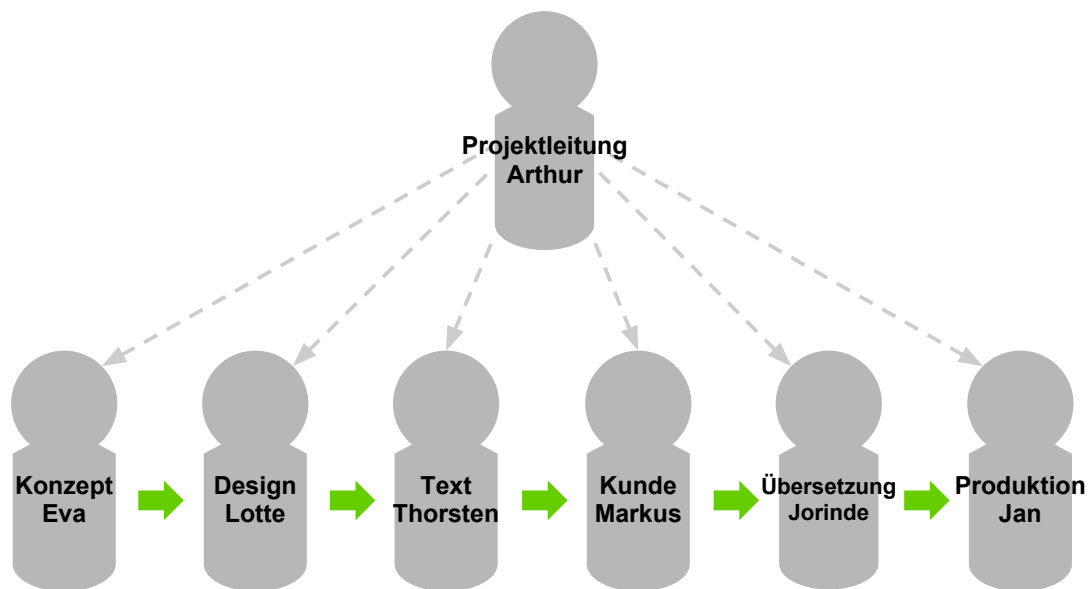 Projektleitung
Arthur
Konzept
Eva
Design
Lotte
Text
Thorsten
Kunde
Markus
Übersetzung
Jorinde
Produktion
Jan